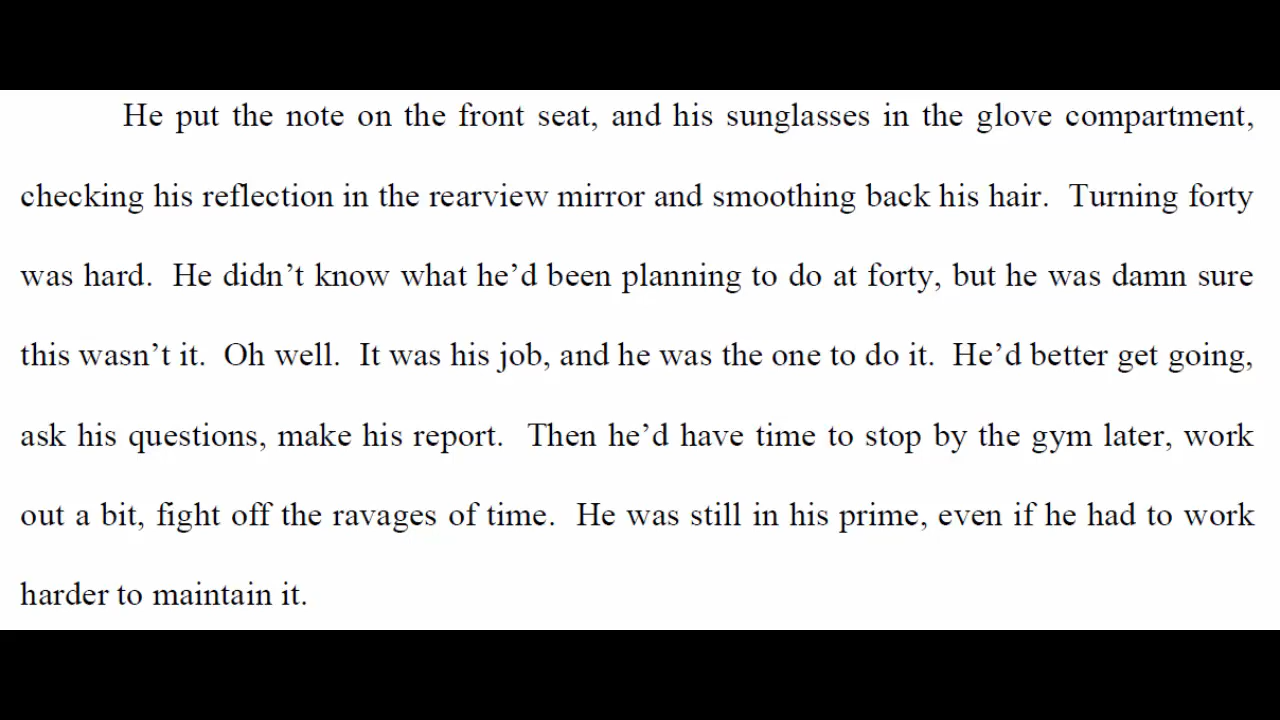 He put the note on the front seat, and his sunglasses in the glove compartment,
checking his reflection in the rearview mirror and smoothing back his hair.  Turning forty
was hard.  He didn’t know what he’d been planning to do at forty, but he was damn sure
this wasn’t it.  Oh well.  It was his job, and he was the one to do it.  He’d better get going,
ask his questions, make his report.  Then he’d have time to stop by the gym later, work
out a bit, fight off the ravages of time.  He was still in his prime, even if he had to work
harder to maintain it.